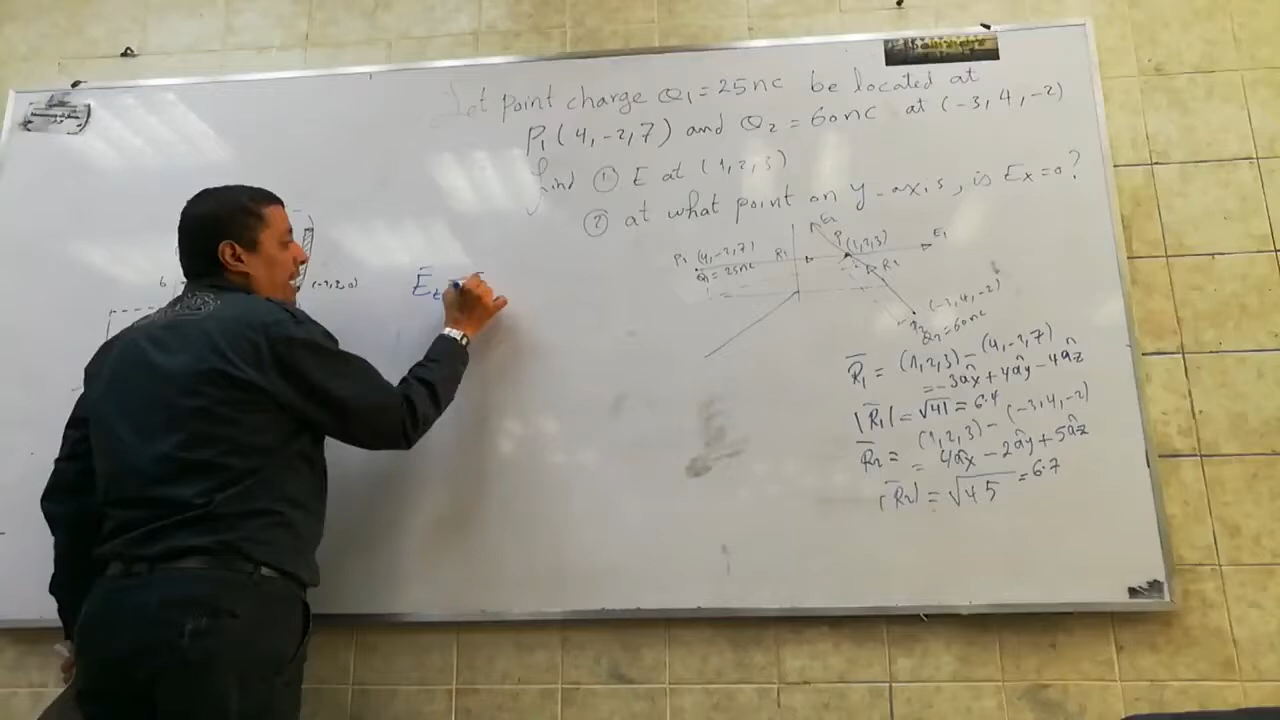 Let point charge Q1 = 25nc be located at
P1 (4, -2, 7) and Q2 = 60nc at (-3, 4, -2)
find ① E at (1, 2, 3)
② at what point on y-axis, is Ex=0?
E2
P (1,2,3)
E1
P1 (4,-2,7)
R1
Q1 = 25nc
R2
(-3, 4, -2)
Q2 = 60nc
6
R̄1 = (1,2,3) - (4,-2,7)
= -3âx + 4ây - 4âz
|R̄1| = √41 = 6.4
R̄2 = (1,2,3) - (-3,4,-2)
= 4âx - 2ây + 5âz
|R̄2| = √45 = 6.7
Ēt